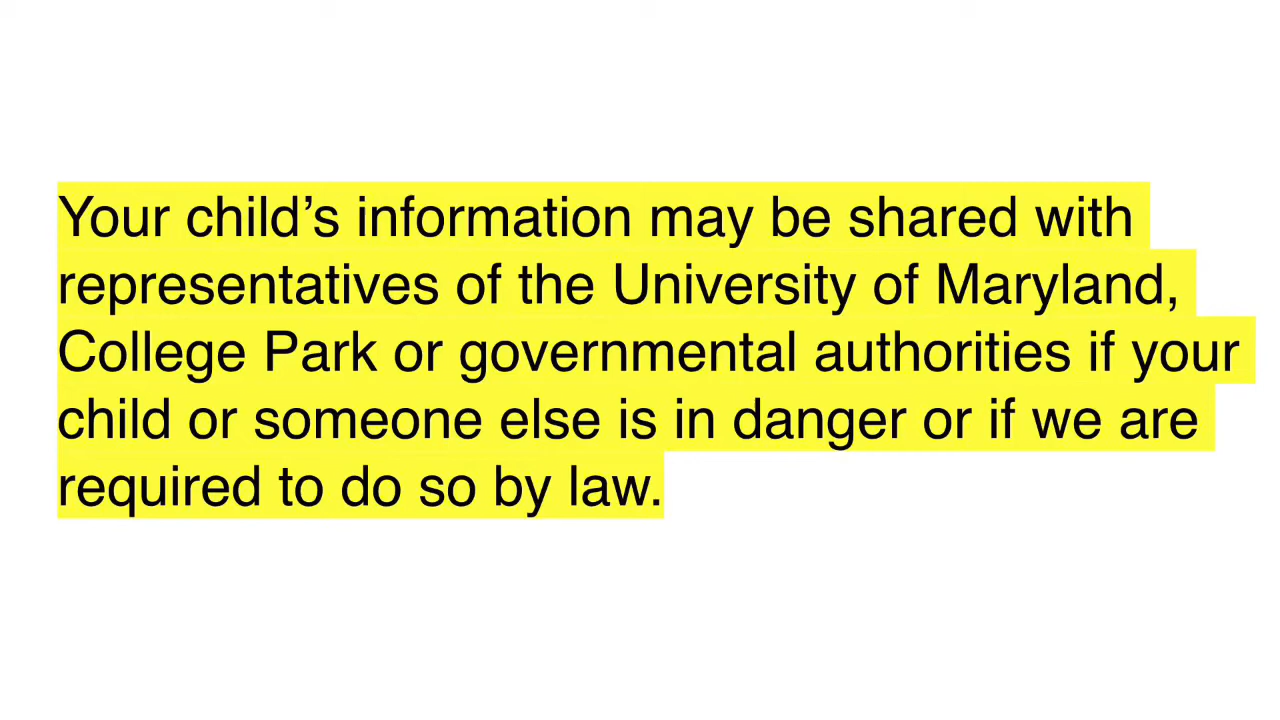 Your child’s information may be shared with
representatives of the University of Maryland,
College Park or governmental authorities if your
child or someone else is in danger or if we are
required to do so by law.